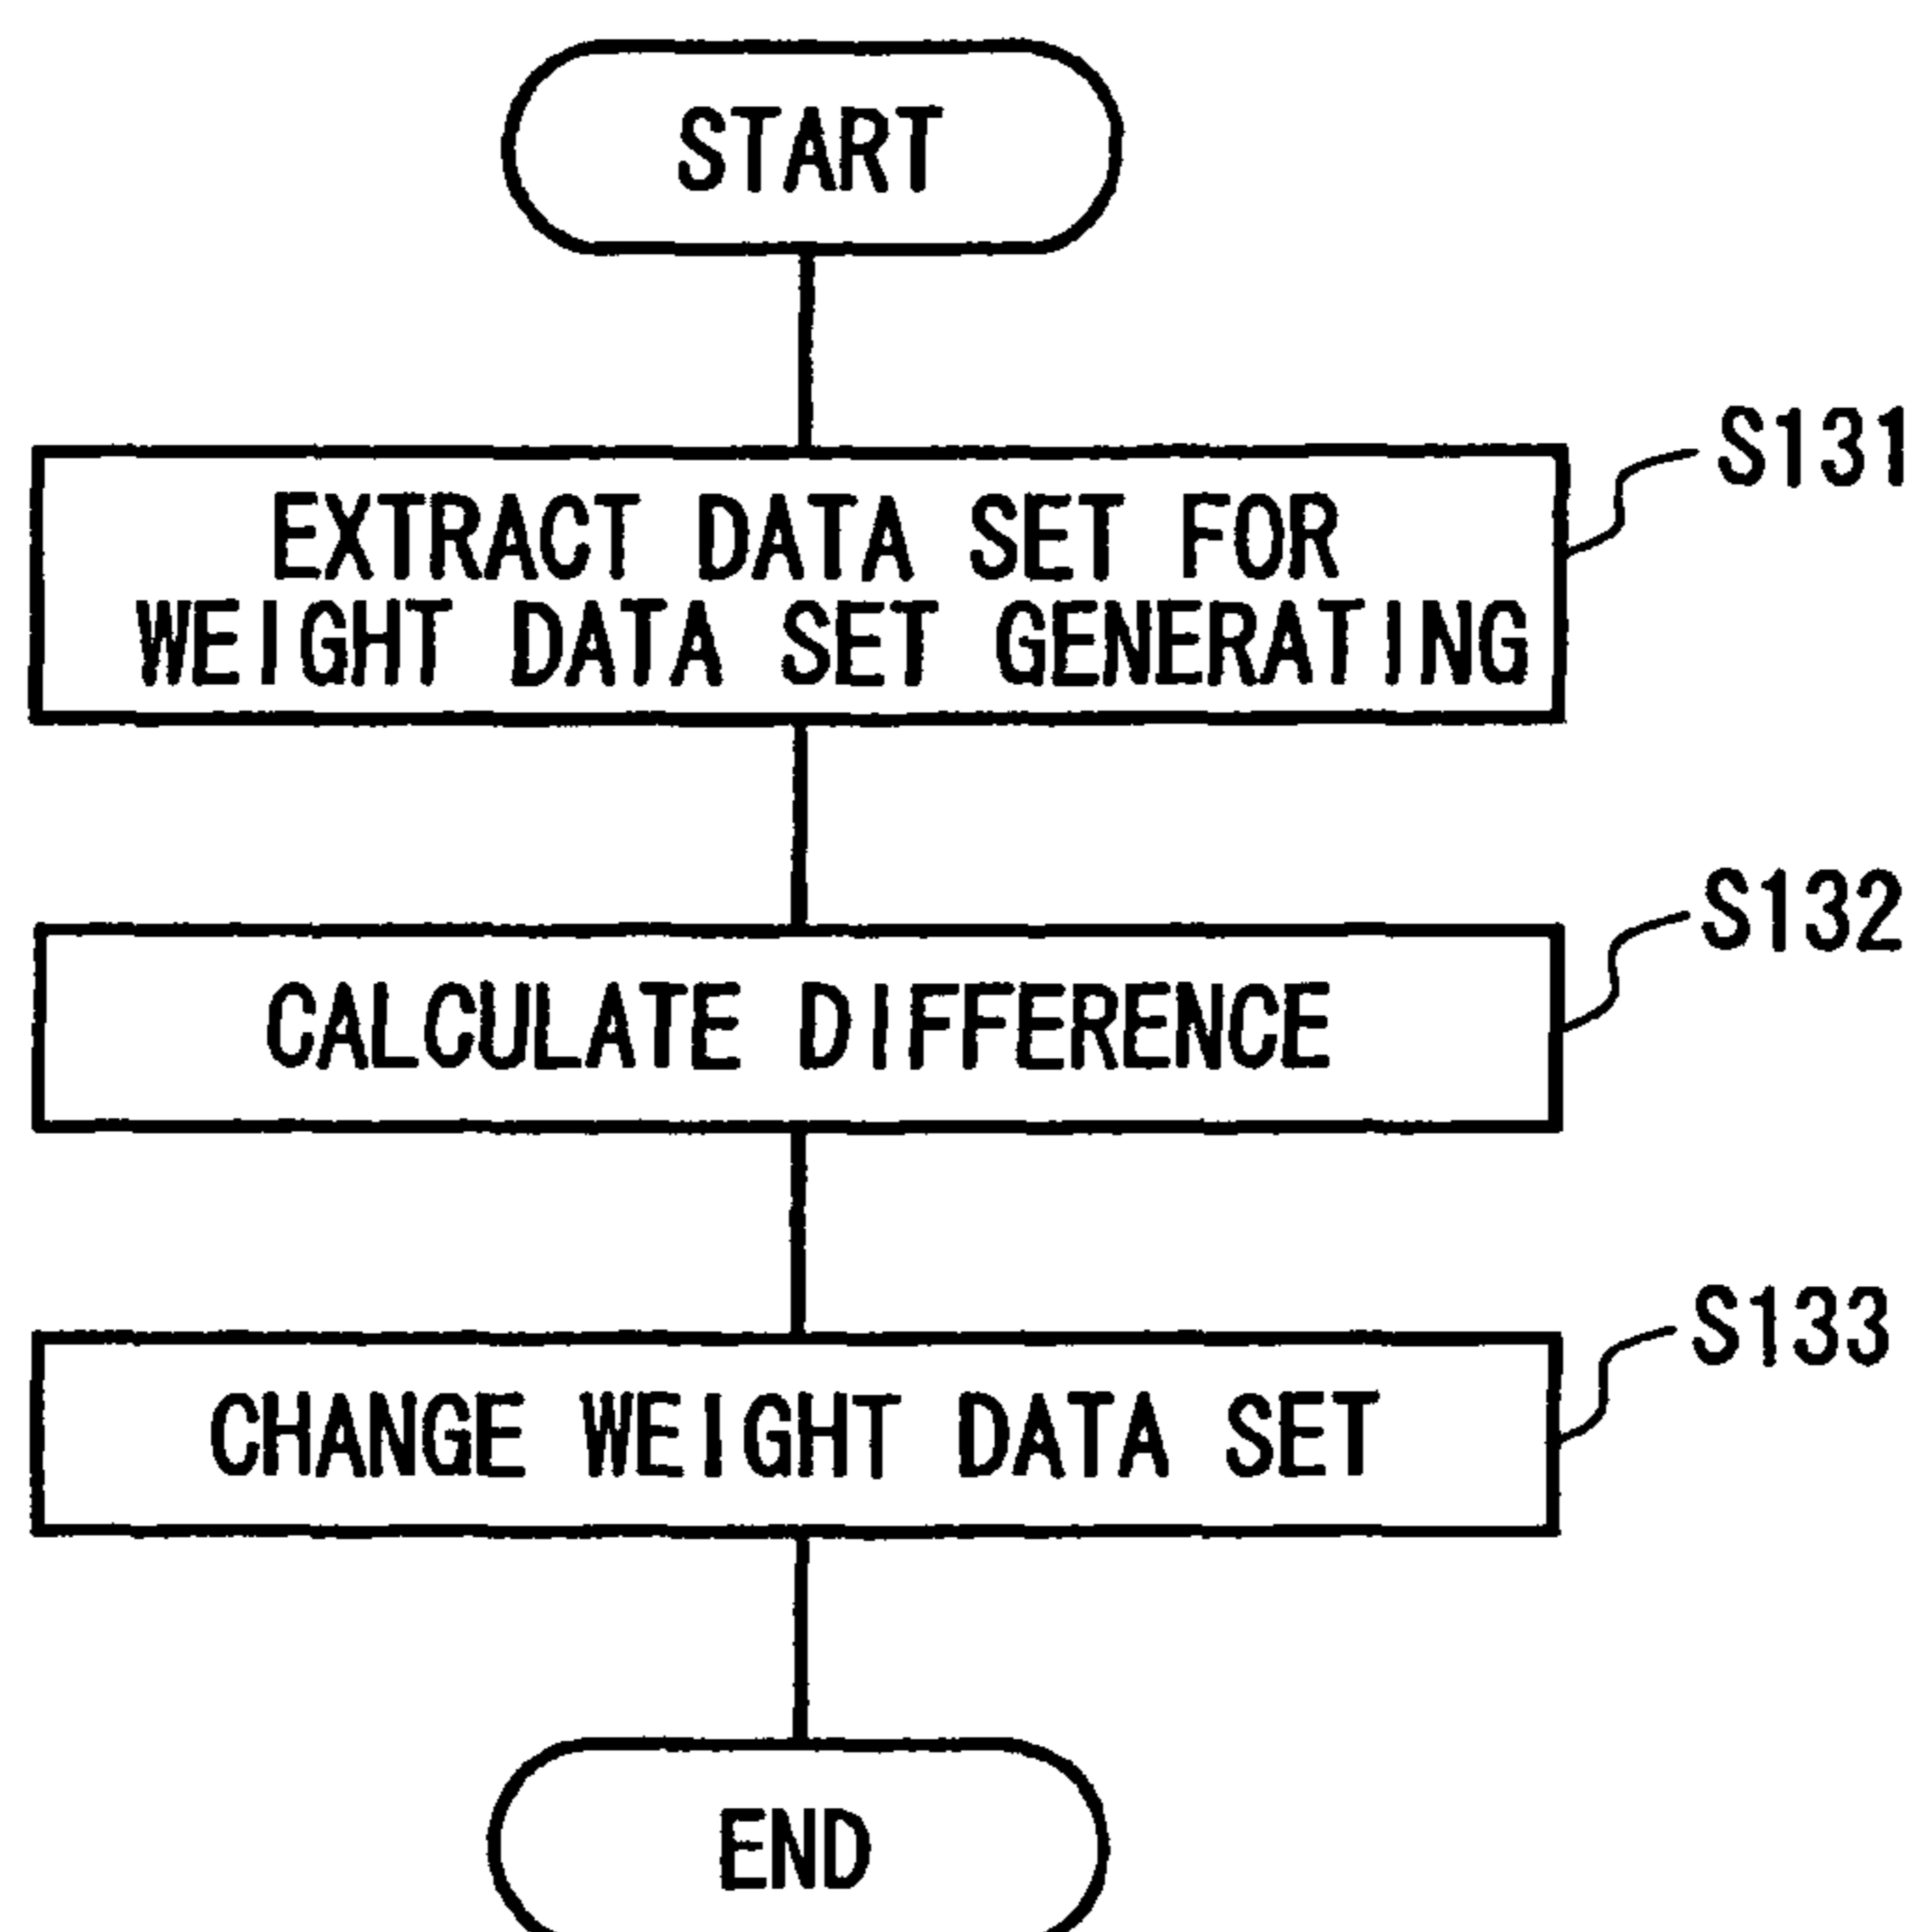 START
S131
EXTRACT DATA SET FOR
WEIGHT DATA SET GENERATING
S132
CALCULATE DIFFERENCE
S133
CHANGE WEIGHT DATA SET
END